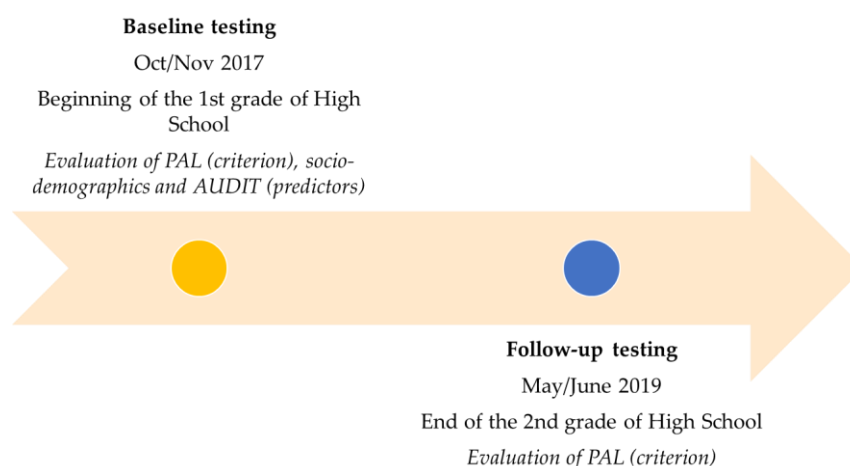 Baseline testing
Oct/Nov 2017
Beginning of the 1st grade of High
School
Evaluation of PAL (criterion), socio-
demographics and AUDIT (predictors)
Follow-up testing
May/June 2019
End of the 2nd grade of High School
Evaluation of PAL (criterion)